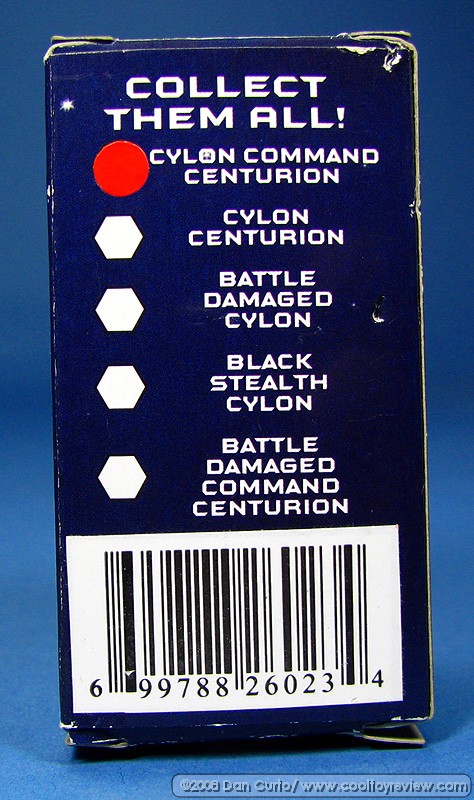 COLLECT
THEM ALL!
CYLON COMMAND
CENTURION
CYLON
CENTURION
BATTLE
DAMAGED
CYLON
BLACK
STEALTH
CYLON
BATTLE
DAMAGED
COMMAND
CENTURION
6 99788 26023 4
©2008 Dan Curto/ www.cooltoyreview.com